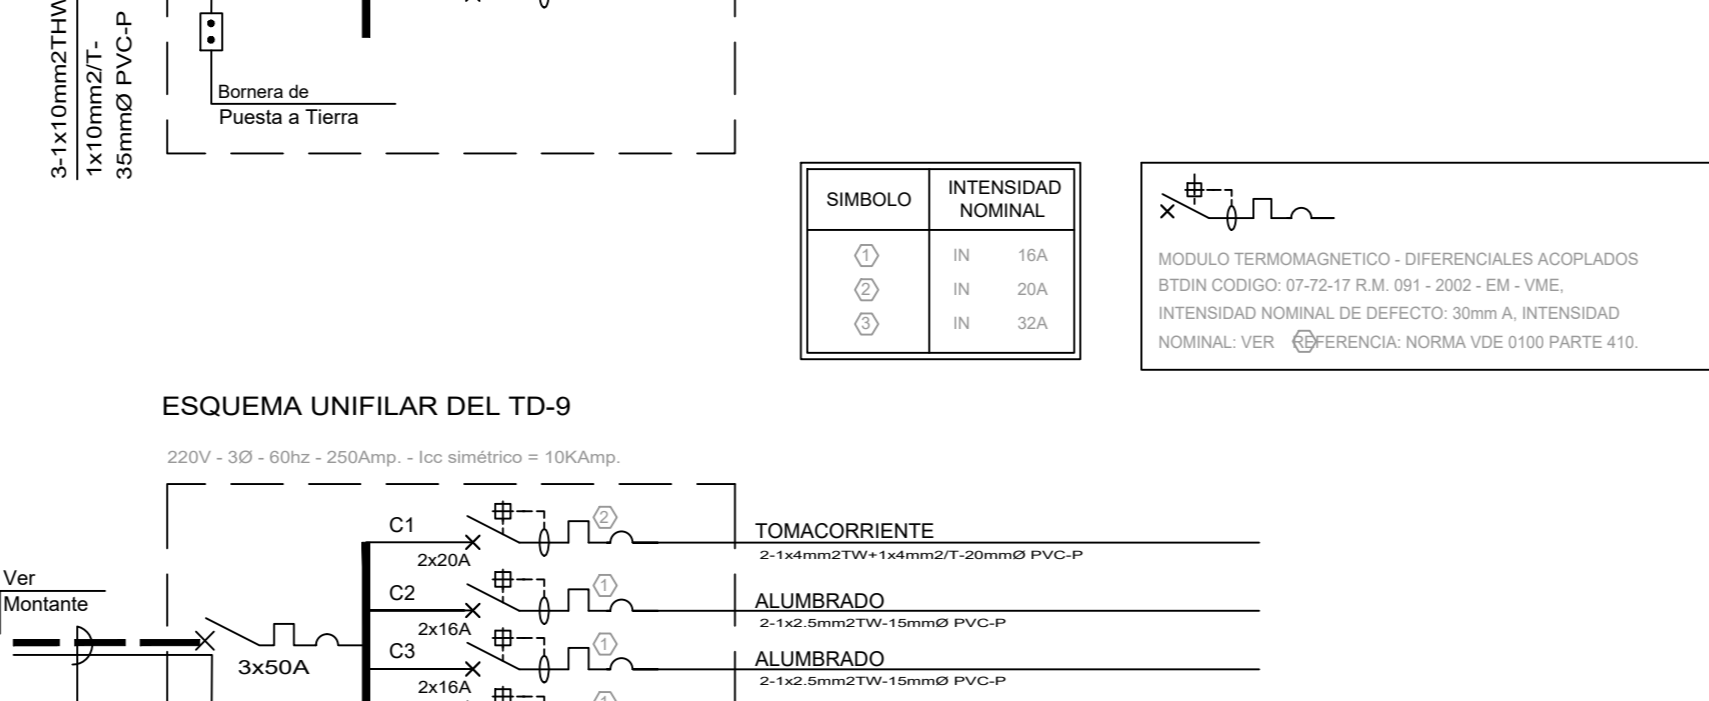 3-1x10mm2THW
1x10mm2/T-
35mmØ PVC-P
Bornera de
Puesta a Tierra
SIMBOLO
INTENSIDAD
NOMINAL
1 IN 16A
2 IN 20A
3 IN 32A
MODULO TERMOMAGNETICO - DIFERENCIALES ACOPLADOS
BTDIN CODIGO: 07-72-17 R.M. 091 - 2002 - EM - VME,
INTENSIDAD NOMINAL DE DEFECTO: 30mm A, INTENSIDAD
NOMINAL: VER REFERENCIA: NORMA VDE 0100 PARTE 410.
ESQUEMA UNIFILAR DEL TD-9
220V - 3Ø - 60hz - 250Amp. - Icc simétrico = 10KAmp.
Ver
Montante
3x50A
C1
2x20A
2
TOMACORRIENTE
2-1x4mm2TW+1x4mm2/T-20mmØ PVC-P
C2
2x16A
1
ALUMBRADO
2-1x2.5mm2TW-15mmØ PVC-P
C3
2x16A
1
ALUMBRADO
2-1x2.5mm2TW-15mmØ PVC-P
1